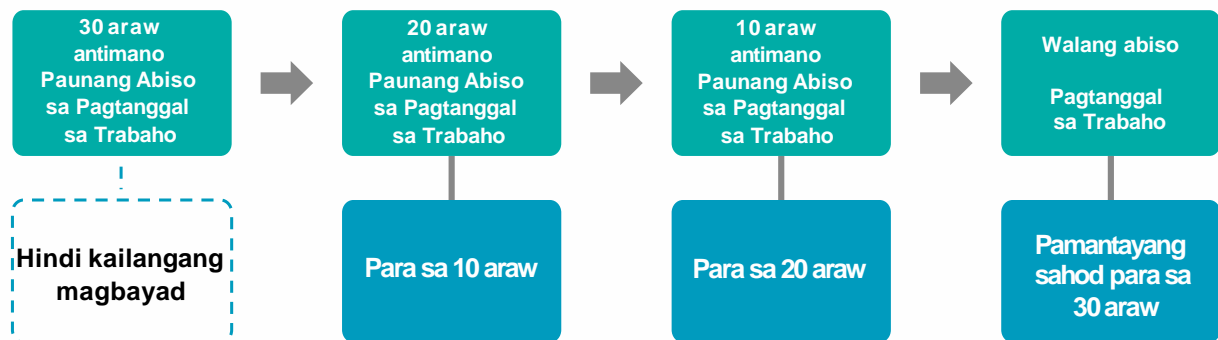 30 araw
antimano
Paunang Abiso
sa Pagtanggal
sa Trabaho
20 araw
antimano
Paunang Abiso
sa Pagtanggal
sa Trabaho
10 araw
antimano
Paunang Abiso
sa Pagtanggal
sa Trabaho
Walang abiso
Pagtanggal
sa Trabaho
Hindi kailangang
magbayad
Para sa 10 araw
Para sa 20 araw
Pamantayang
sahod para sa
30 araw